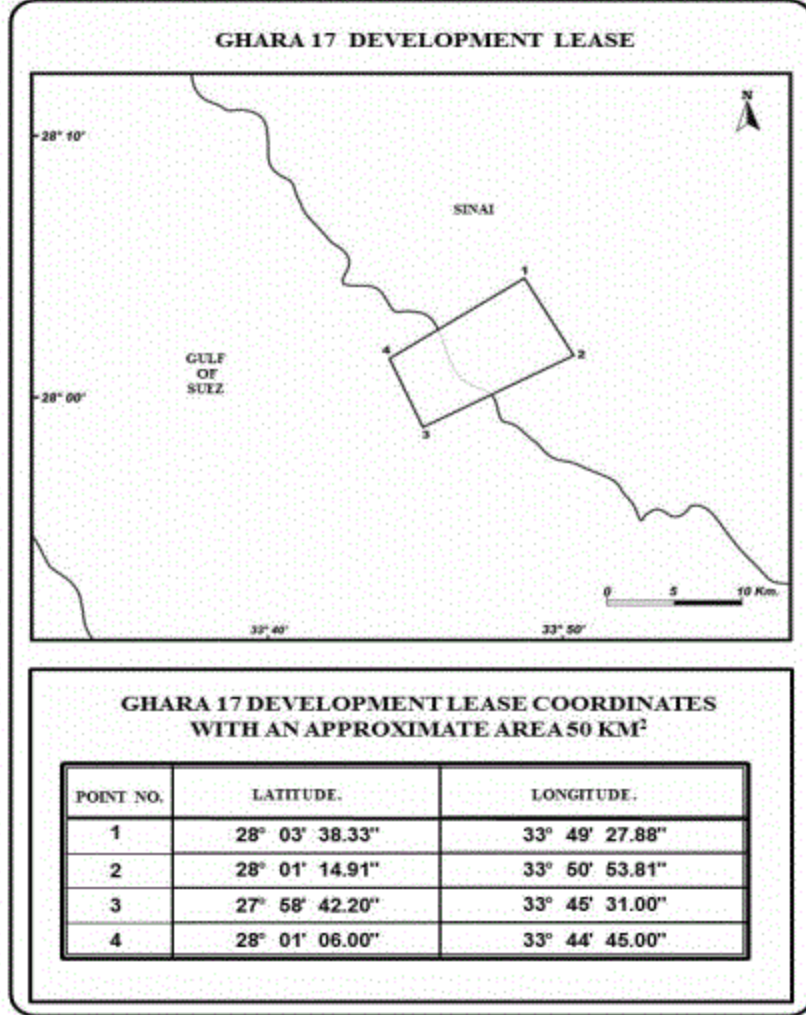 GHARA 17 DEVELOPMENT LEASE
N
28° 10'
SINAI
1
GULF
OF
SUEZ
4
2
28° 00'
3
0 5 10 Km.
33° 40' 33° 50'
GHARA 17 DEVELOPMENT LEASE COORDINATES
WITH AN APPROXIMATE AREA 50 KM²
POINT NO. LATITUDE. LONGITUDE.
1 28° 03' 38.33" 33° 49' 27.88"
2 28° 01' 14.91" 33° 50' 53.81"
3 27° 58' 42.20" 33° 45' 31.00"
4 28° 01' 06.00" 33° 44' 45.00"